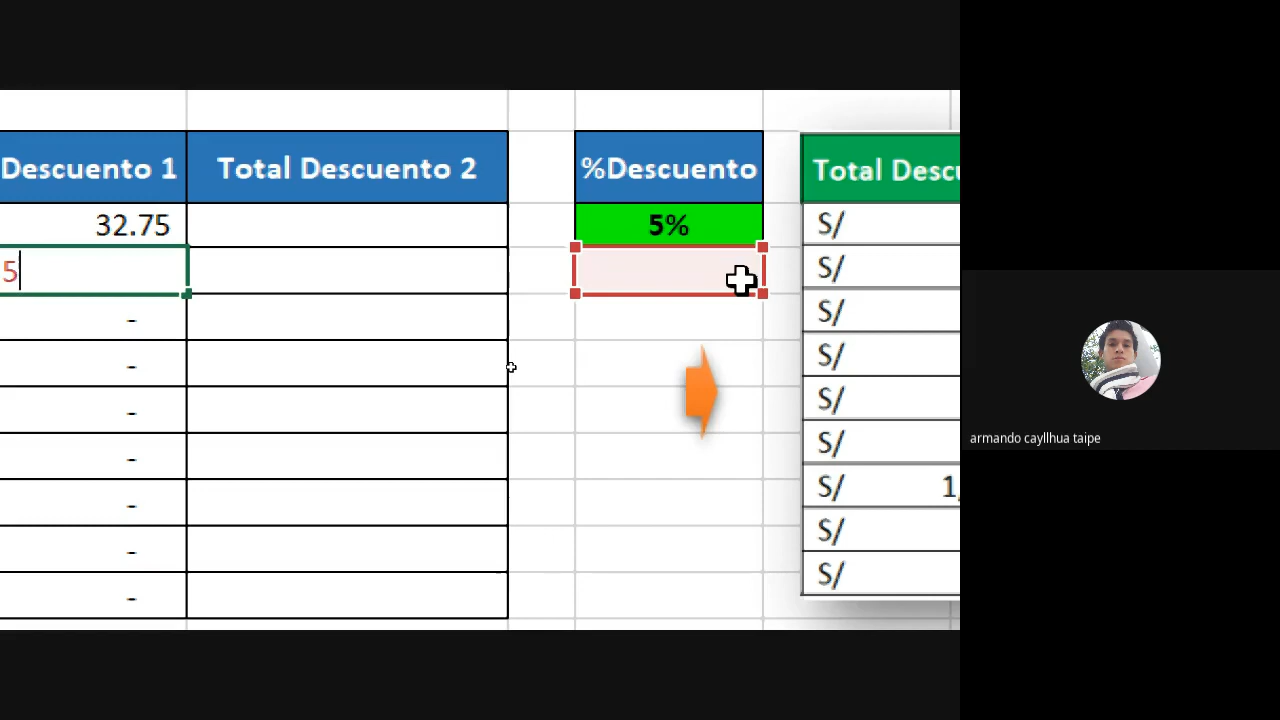 Descuento 1 Total Descuento 2 %Descuento Total Descu
32.75 5% S/
5 S/
- S/
- S/
- S/
- S/
- S/ 1,
- S/
- S/
armando cayllhua taipe